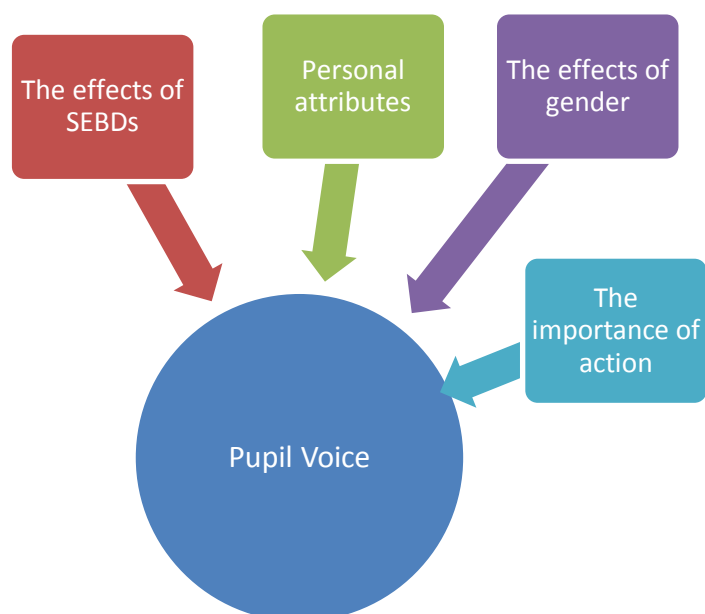 The effects of
SEBDs
Personal
attributes
The effects of
gender
The
importance of
action
Pupil Voice